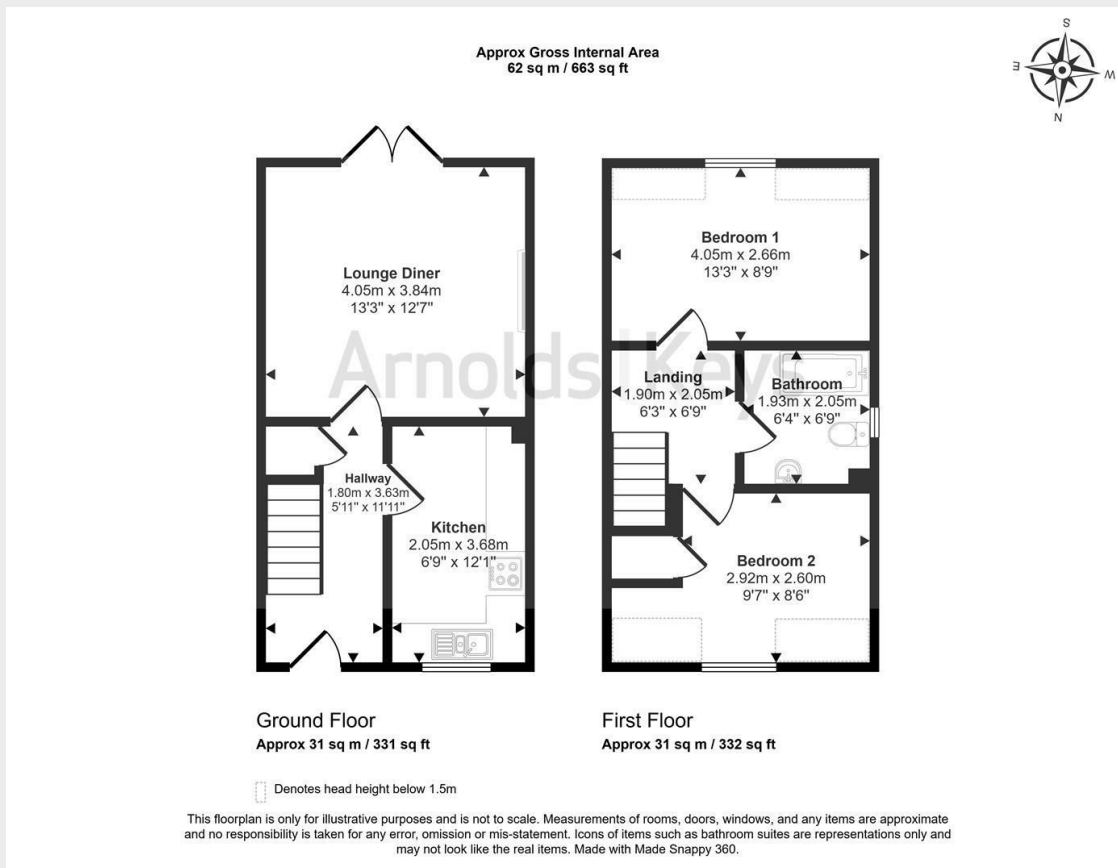 Approx Gross Internal Area
62 sq m / 663 sq ft
S
E
W
N
Lounge Diner
4.05m x 3.84m
13'3" x 12'7"
Bedroom 1
4.05m x 2.66m
13'3" x 8'9"
Arnolds|Keys
Landing
1.90m x 2.05m
6'3" x 6'9"
Bathroom
1.93m x 2.05m
6'4" x 6'9"
Hallway
1.80m x 3.63m
5'11" x 11'11"
Kitchen
2.05m x 3.68m
6'9" x 12'1"
Bedroom 2
2.92m x 2.60m
9'7" x 8'6"
Ground Floor
Approx 31 sq m / 331 sq ft
First Floor
Approx 31 sq m / 332 sq ft
Denotes head height below 1.5m
This floorplan is only for illustrative purposes and is not to scale. Measurements of rooms, doors, windows, and any items are approximate
and no responsibility is taken for any error, omission or mis-statement. Icons of items such as bathroom suites are representations only and
may not look like the real items. Made with Made Snappy 360.